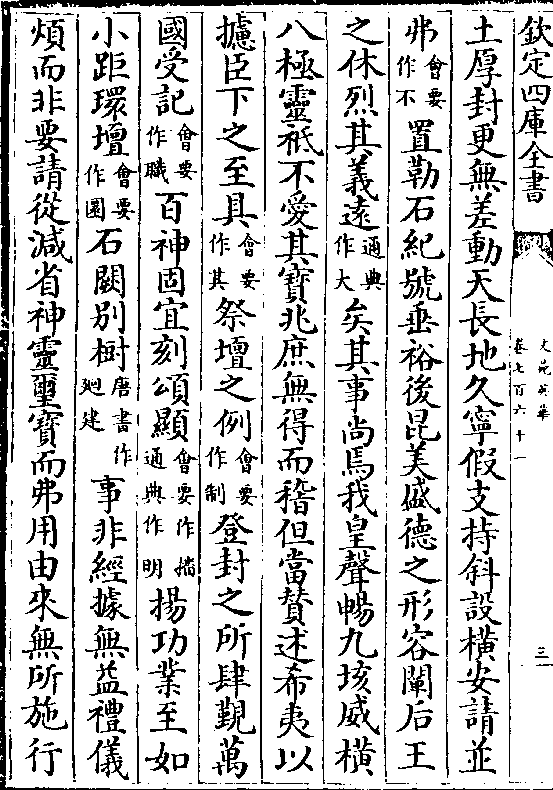 欽定四庫全書
文苑英華
卷七百六十一
三
土厚封更無差動天長地久寧假支持斜設橫安請並
弗會要作不置勒石紀號垂裕後昆美盛德之形容闡后王
之休烈其義遠通典作大矣其事尚焉我皇聲暢九垓威橫
八極靈祇不愛其寶兆庶無得而稽但當賛述希夷以
攄臣下之至具會要作其祭壇之例會要作制登封之所肆覲萬
國受記會要作職百神固宜刻頌顯會要作播通典作明揚功業至如
小距環壇會要作圜石闕別樹唐書作廻建事非經據無益禮儀
煩而非要請從減省神靈璽寶而弗用由來無所施行